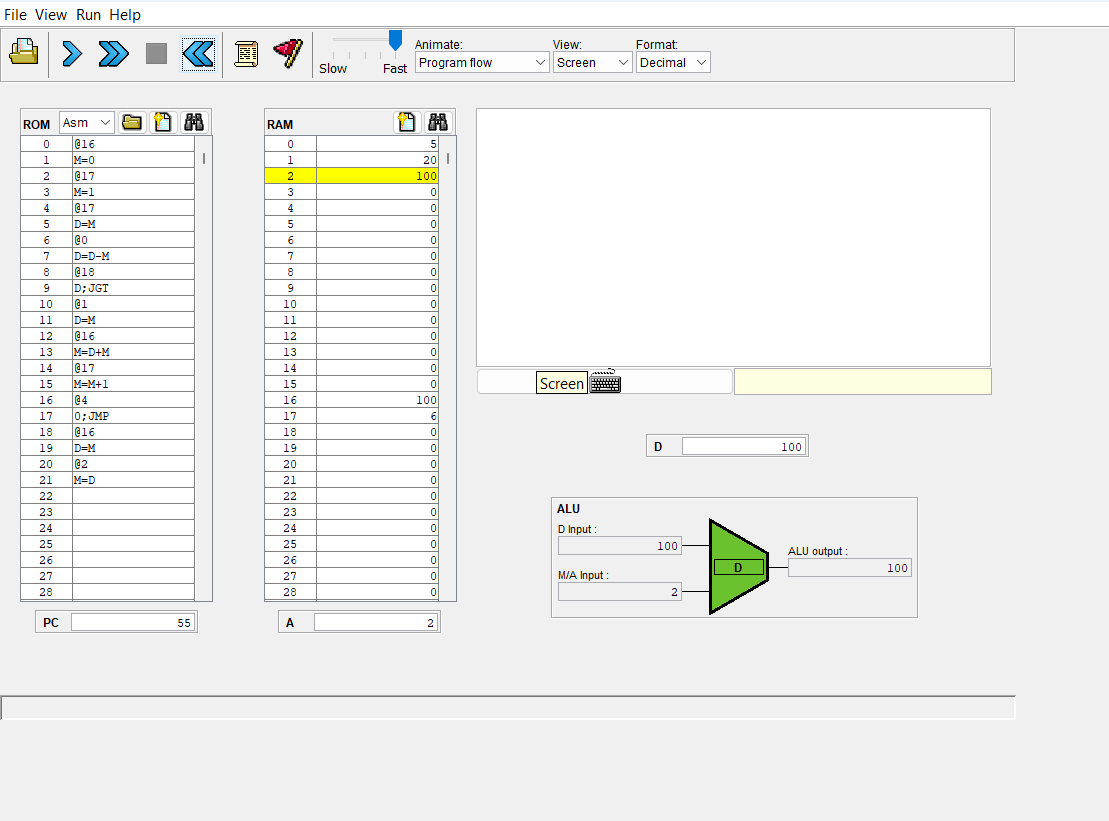 File View Run Help
Slow Fast
Animate: View: Format:
Program flow Screen Decimal
ROM Asm
0 @16
1 M=0
2 @17
3 M=1
4 @17
5 D=M
6 @0
7 D=D-M
8 @18
9 D;JGT
10 @1
11 D=M
12 @16
13 M=D+M
14 @17
15 M=M+1
16 @4
17 0;JMP
18 @16
19 D=M
20 @2
21 M=D
22
23
24
25
26
27
28
PC 55
RAM
0 5
1 20
2 100
3 0
4 0
5 0
6 0
7 0
8 0
9 0
10 0
11 0
12 0
13 0
14 0
15 0
16 100
17 6
18 0
19 0
20 0
21 0
22 0
23 0
24 0
25 0
26 0
27 0
28 0
A 2
Screen
D 100
ALU
D Input :
100
M/A Input :
2
D
ALU output :
100